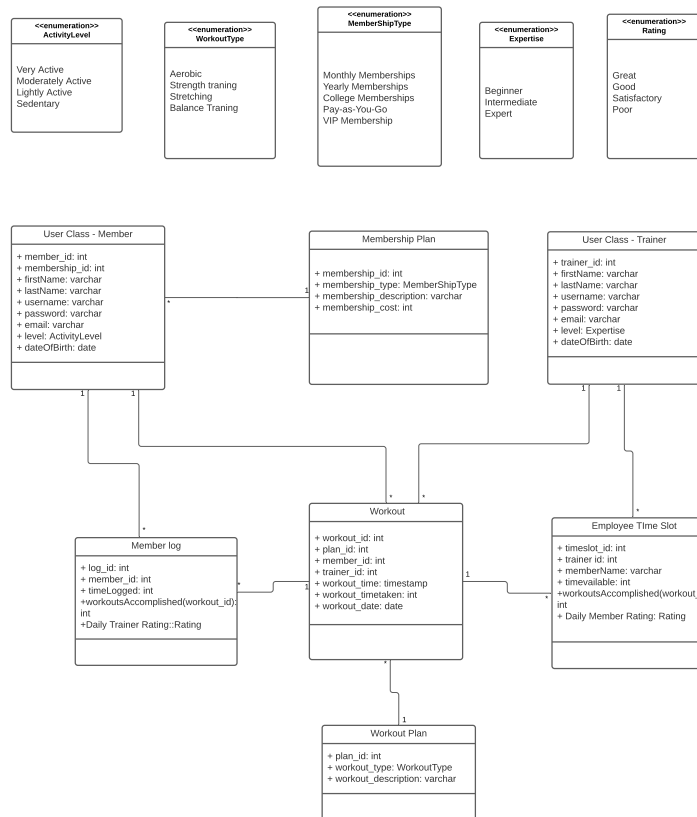 <<enumeration>>
ActivityLevel
Very Active
Moderately Active
Lightly Active
Sedentary
<<enumeration>>
WorkoutType
Aerobic
Strength traning
Stretching
Balance Traning
<<enumeration>>
MemberShipType
Monthly Memberships
Yearly Memberships
College Memberships
Pay-as-You-Go
VIP Membership
<<enumeration>>
Expertise
Beginner
Intermediate
Expert
<<enumeration>>
Rating
Great
Good
Satisfactory
Poor
User Class - Member
+ member_id: int
+ membership_id: int
+ firstName: varchar
+ lastName: varchar
+ username: varchar
+ password: varchar
+ email: varchar
+ level: ActivityLevel
+ dateOfBirth: date
*
1
Membership Plan
+ membership_id: int
+ membership_type: MemberShipType
+ membership_description: varchar
+ membership_cost: int
User Class - Trainer
+ trainer_id: int
+ firstName: varchar
+ lastName: varchar
+ username: varchar
+ password: varchar
+ email: varchar
+ level: Expertise
+ dateOfBirth: date
1
1
1
1
*
*
*
*
Member log
+ log_id: int
+ member_id: int
+ timeLogged: int
+workoutsAccomplished(workout_id):
int
+Daily Trainer Rating::Rating
*
1
Workout
+ workout_id: int
+ plan_id: int
+ member_id: int
+ trainer_id: int
+ workout_time: timestamp
+ workout_timetaken: int
+ workout_date: date
1
*
Employee TIme Slot
+ timeslot_id: int
+ trainer id: int
+ memberName: varchar
+ timevailable: int
+workoutsAccomplished(workout_
int
+ Daily Member Rating: Rating
*
1
Workout Plan
+ plan_id: int
+ workout_type: WorkoutType
+ workout_description: varchar